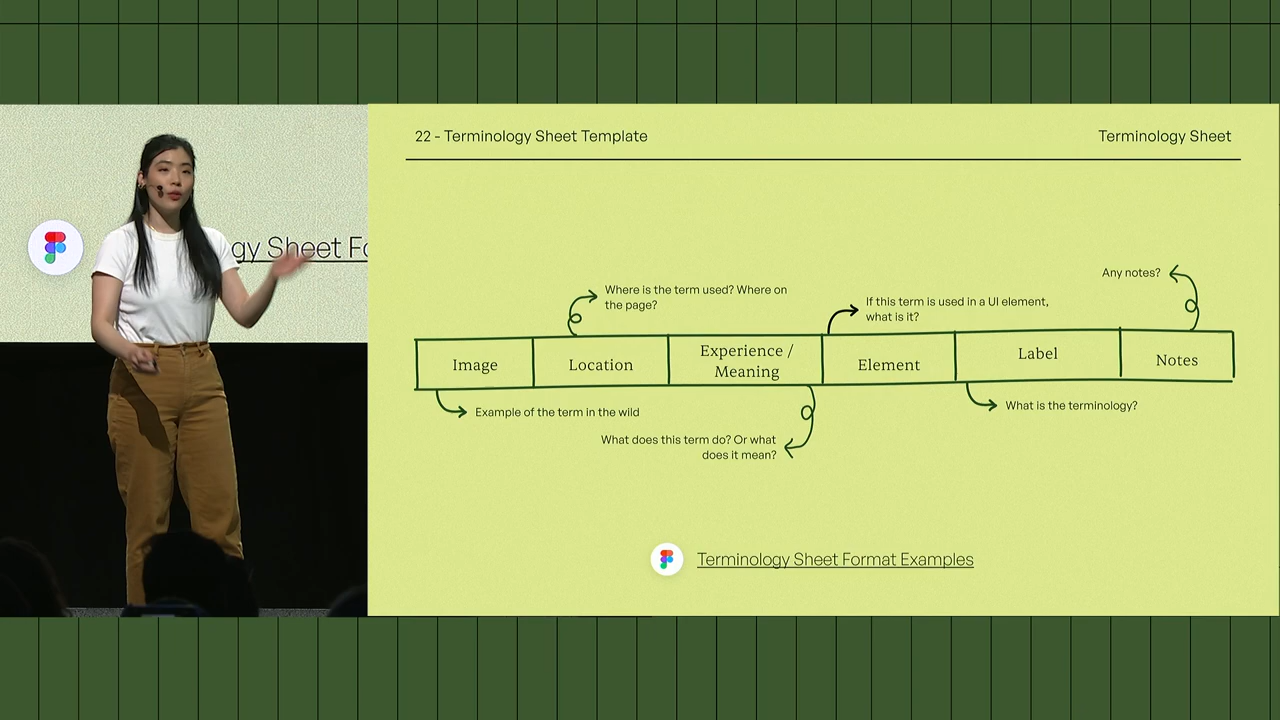 gy Sheet Fo
22 - Terminology Sheet Template
Terminology Sheet
Any notes?
Where is the term used? Where on
the page?
If this term is used in a UI element,
what is it?
Image
Location
Experience /
Meaning
Element
Label
Notes
Example of the term in the wild
What is the terminology?
What does this term do? Or what
does it mean?
Terminology Sheet Format Examples